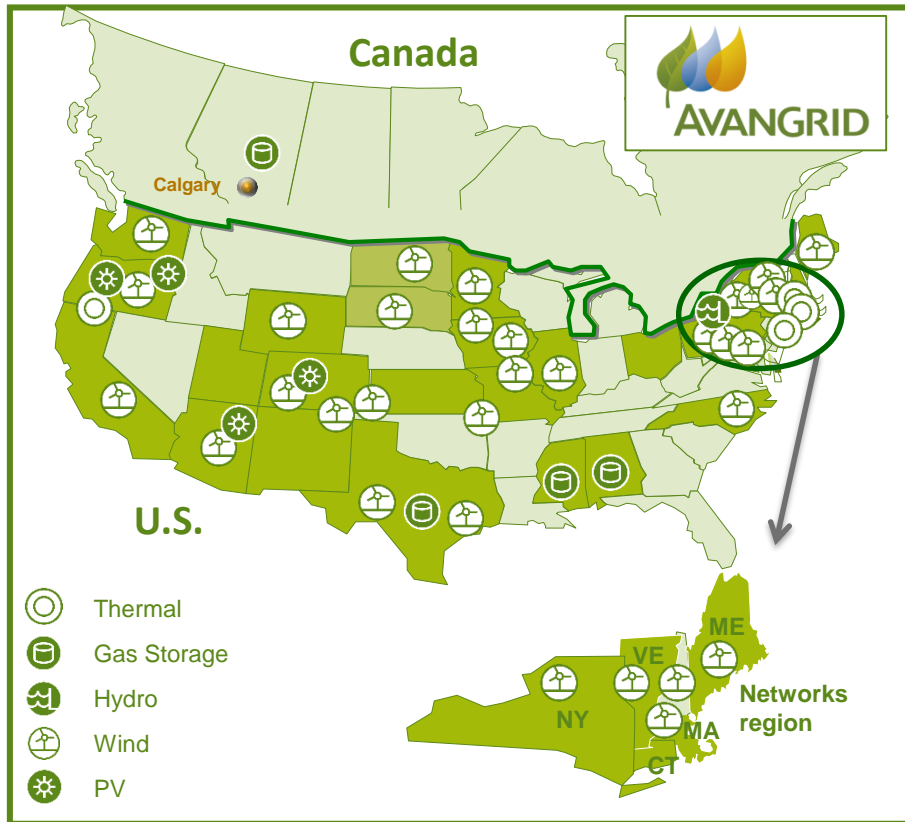 Canada
AVANGRID
Calgary
U.S.
Thermal
Gas Storage
Hydro
Wind
PV
ME
VE
NY
MA
CT
Networks
region